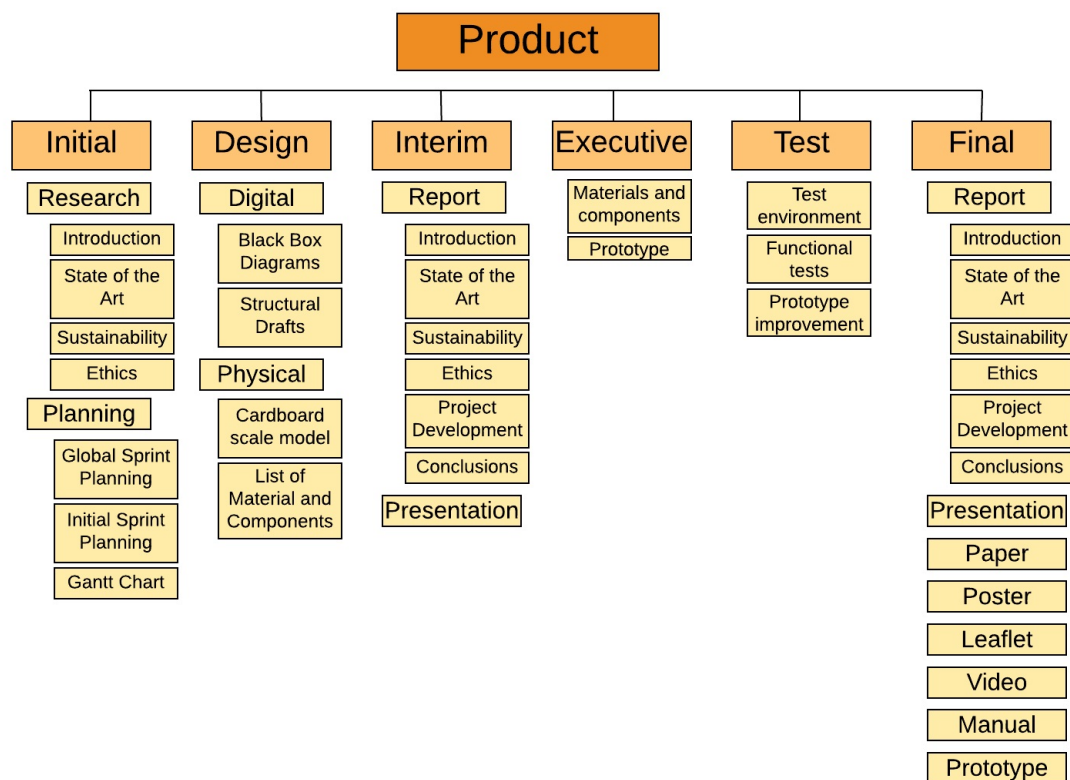 Product
Initial
Research
Introduction
State of the
Art
Sustainability
Ethics
Planning
Global Sprint
Planning
Initial Sprint
Planning
Gantt Chart
Design
Digital
Black Box
Diagrams
Structural
Drafts
Physical
Cardboard
scale model
List of
Material and
Components
Interim
Report
Introduction
State of the
Art
Sustainability
Ethics
Project
Development
Conclusions
Presentation
Executive
Materials and
components
Prototype
Test
Test
environment
Functional
tests
Prototype
improvement
Final
Report
Introduction
State of the
Art
Sustainability
Ethics
Project
Development
Conclusions
Presentation
Paper
Poster
Leaflet
Video
Manual
Prototype